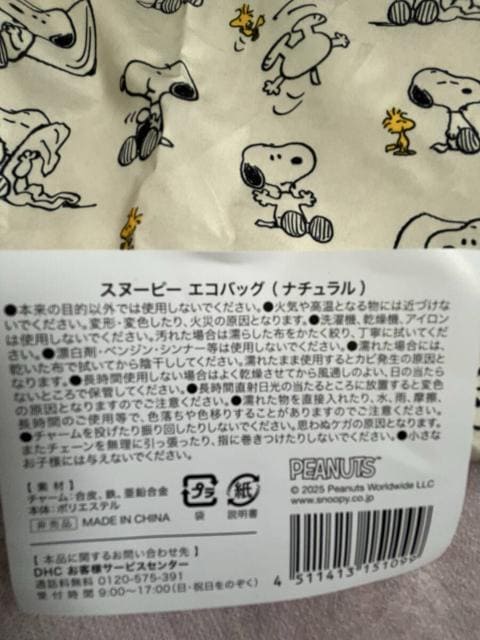 スヌーピー エコバッグ(ナチュラル)
●本来の目的以外では使用しないでください。●火気や高温となる物には近づけな
いでください。変形・変色したり、火災の原因となります。●洗濯機、乾燥機、アイロン
は使用しないでください。汚れた場合は濡らした布をかたく絞り、丁寧に拭いてく
ださい。●漂白剤・ベンジン・シンナー等は使用しないでください。●濡れた場合には、
乾いた布で拭いてから陰干ししてください。濡れたまま使用するとカビ発生の原因と
なります。●長時間使用しない場合はよく乾燥させてから風通しのよい、日の当たら
ないところで保管してください。●長時間直射日光の当たるところに放置すると変色
の原因となりますのでご注意ください。●濡れた物を直接入れたり、水、雨、摩擦、
長時間のご使用等で、色落ちや色移りすることがありますのでご注意ください。
●チャームを投げたり振り回したりしないでください。思わぬケガの原因となります。
またチェーンを無理に引っ張ったり、指に巻きつけたりしないでください。●小さな
お子様には与えないでください。
【 素 材 】
チャーム:合皮、鉄、亜鉛合金
本体:ポリエステル
非売品 MADE IN CHINA
プラ
袋
紙
説明書
PEANUTS™
© 2025 Peanuts Worldwide LLC
www.snoopy.co.jp
【 本品に関するお問い合わせ先 】
DHC お客様サービスセンター
通話料無料 0120-575-391
受付時間 9:00〜17:00(日・祝日をのぞく)
4 511413 151099